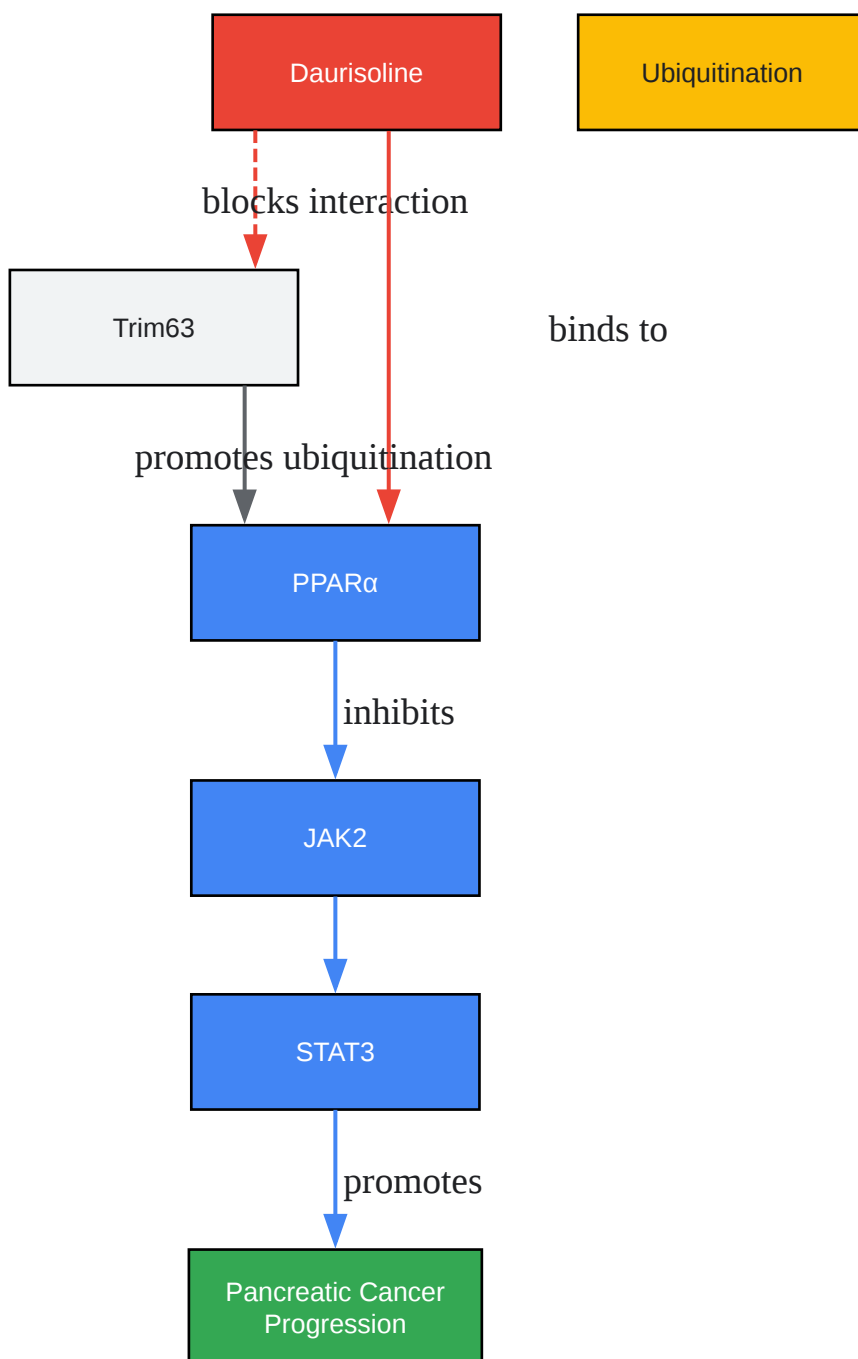 Daurisoline
Ubiquitination
blocks interaction
Trim63
binds to
promotes ubiquitination
PPARα
inhibits
JAK2
STAT3
promotes
Pancreatic Cancer
Progression